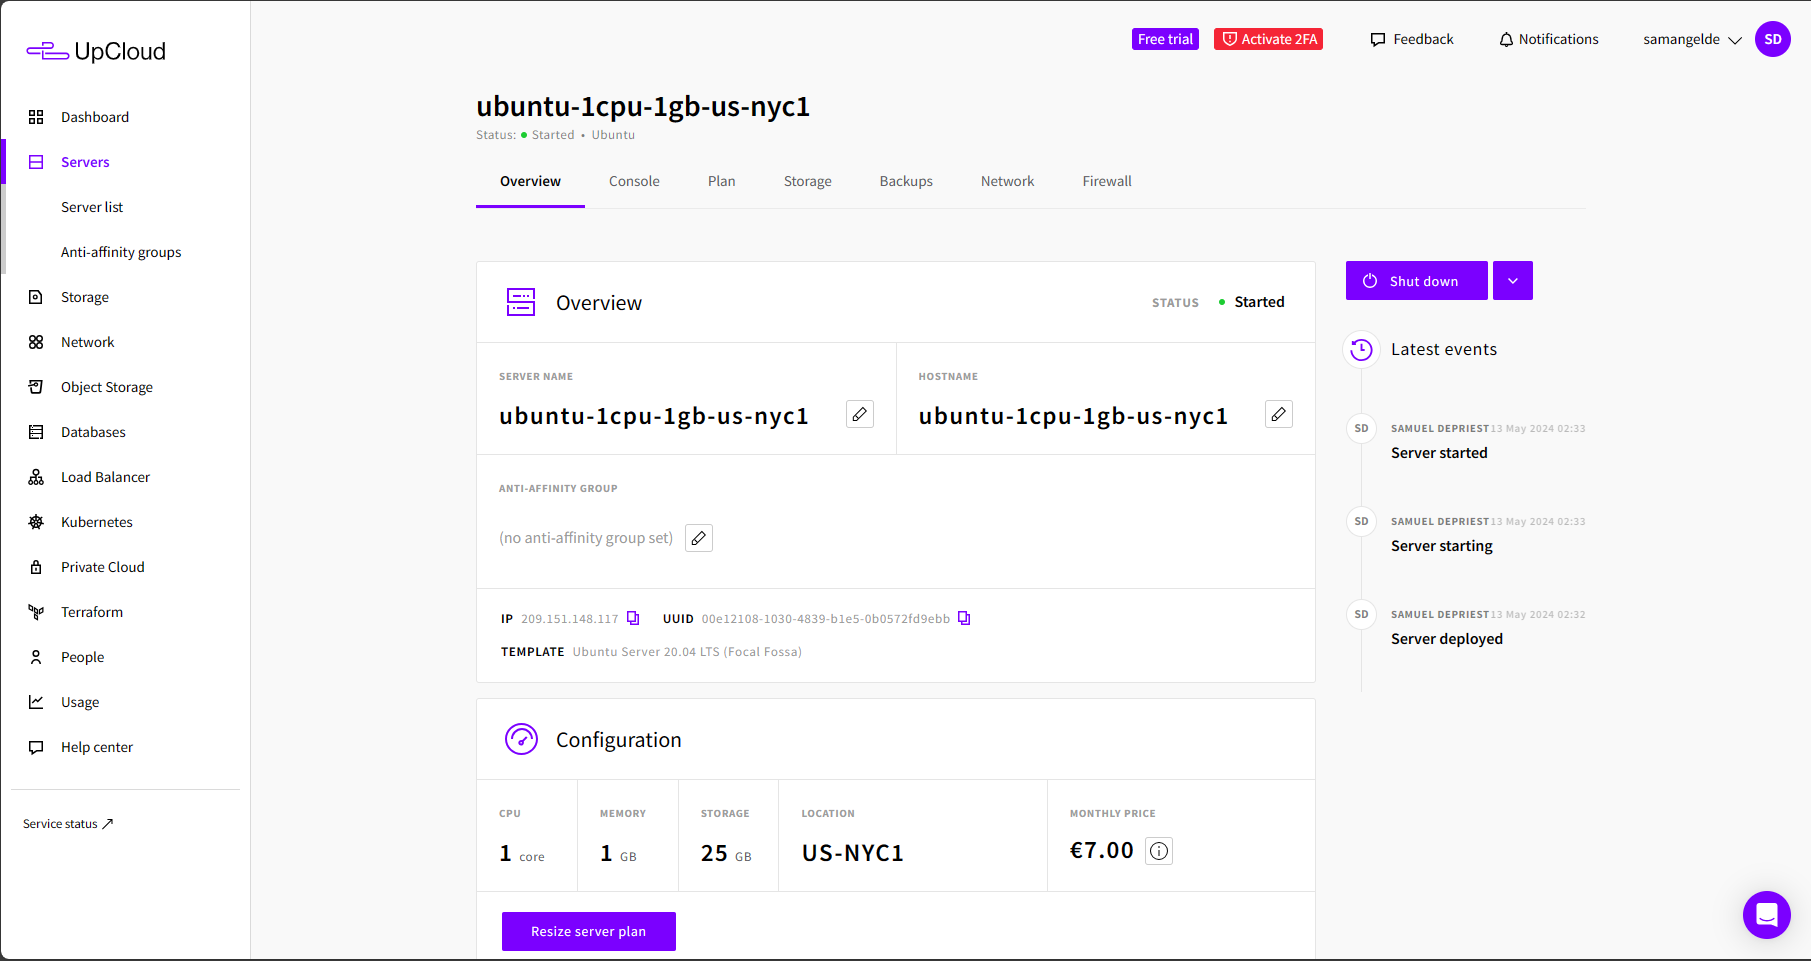 UpCloud
Free trial
Activate 2FA
Feedback
Notifications
samangelde
SD
Dashboard
Servers
Server list
Anti-affinity groups
Storage
Network
Object Storage
Databases
Load Balancer
Kubernetes
Private Cloud
Terraform
People
Usage
Help center
Service status
ubuntu-1cpu-1gb-us-nyc1
Status: Started • Ubuntu
Overview
Console
Plan
Storage
Backups
Network
Firewall
Overview
STATUS Started
SERVER NAME
ubuntu-1cpu-1gb-us-nyc1
HOSTNAME
ubuntu-1cpu-1gb-us-nyc1
ANTI-AFFINITY GROUP
(no anti-affinity group set)
IP 209.151.148.117 UUID 00e12108-1030-4839-b1e5-0b0572fd9ebb
TEMPLATE Ubuntu Server 20.04 LTS (Focal Fossa)
Configuration
CPU
1 core
MEMORY
1 GB
STORAGE
25 GB
LOCATION
US-NYC1
MONTHLY PRICE
€7.00
Resize server plan
Shut down
Latest events
SD
SAMUEL DEPRIEST 13 May 2024 02:33
Server started
SD
SAMUEL DEPRIEST 13 May 2024 02:33
Server starting
SD
SAMUEL DEPRIEST 13 May 2024 02:32
Server deployed